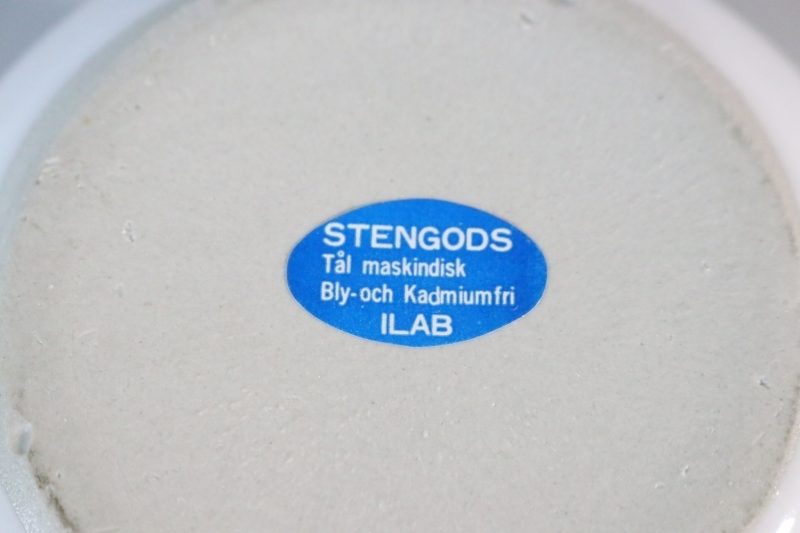 STENGODS
Tål maskindisk
Bly-och Kadmiumfri
ILAB